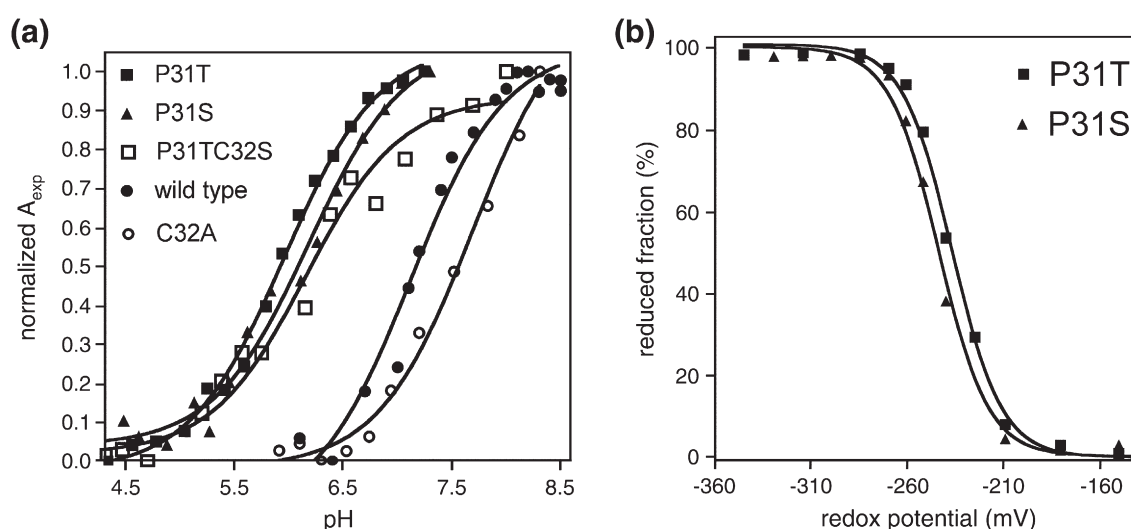 (a)
P31T
P31S
P31TC32S
wild type
C32A
normalized Aexp
1.0
0.9
0.8
0.7
0.6
0.5
0.4
0.3
0.2
0.1
0.0
4.5 5.5 6.5 7.5 8.5
pH
(b)
P31T
P31S
reduced fraction (%)
100
80
60
40
20
0
-360 -310 -260 -210 -160
redox potential (mV)